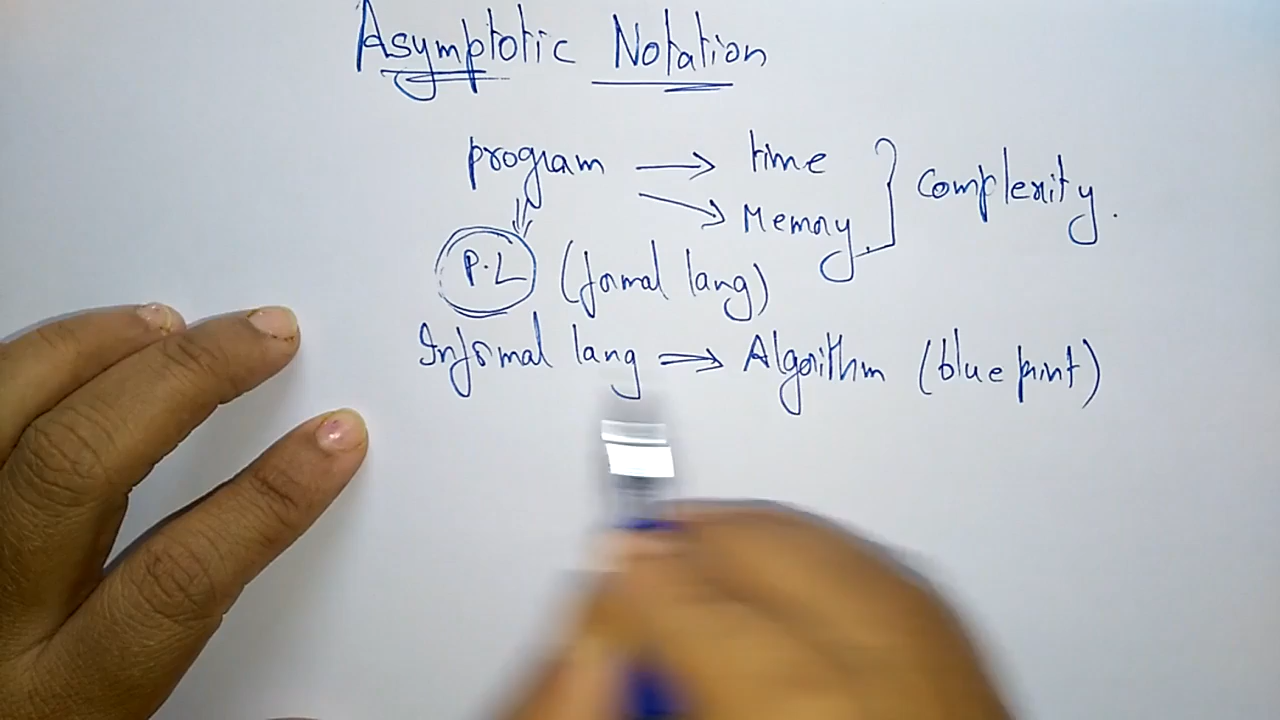 Asymptotic Notation
program → time
→ Memory } Complexity.
P.L (formal lang)
Informal lang ⇒ Algorithm (blue print)